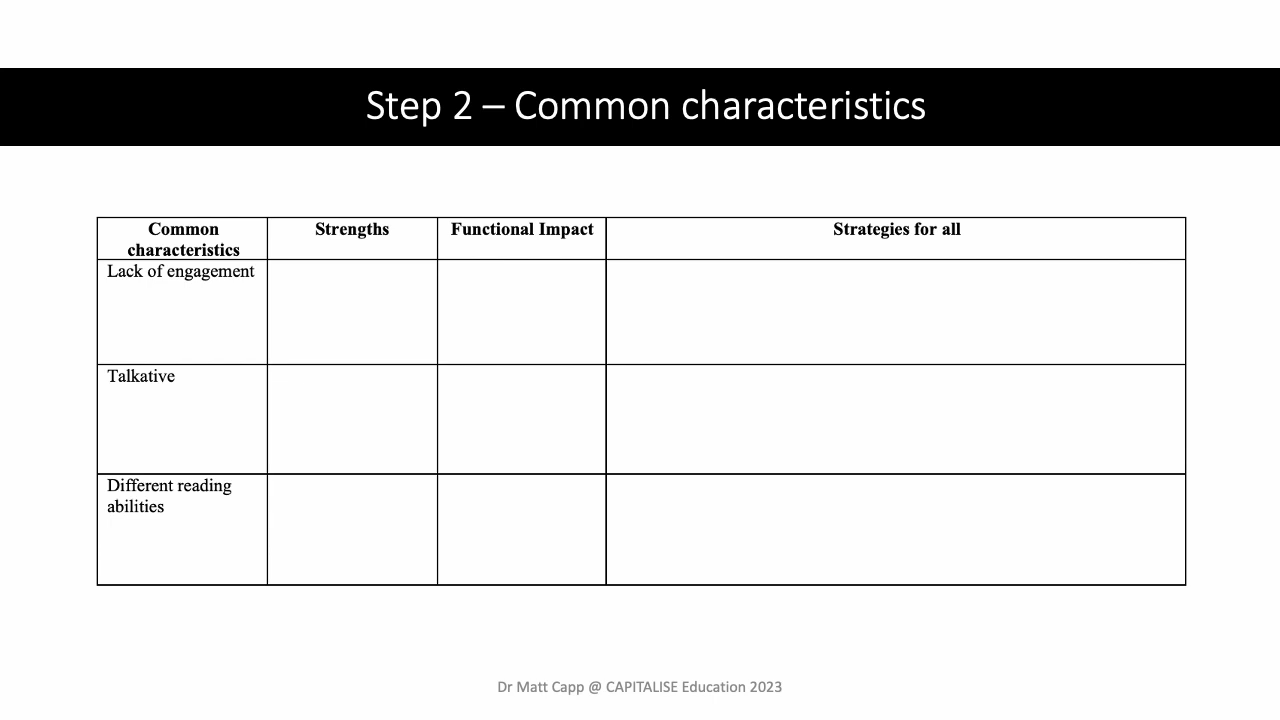 Step 2 – Common characteristics
Common
characteristics
Strengths
Functional Impact
Strategies for all
Lack of engagement
Talkative
Different reading
abilities
Dr Matt Capp @ CAPITALISE Education 2023